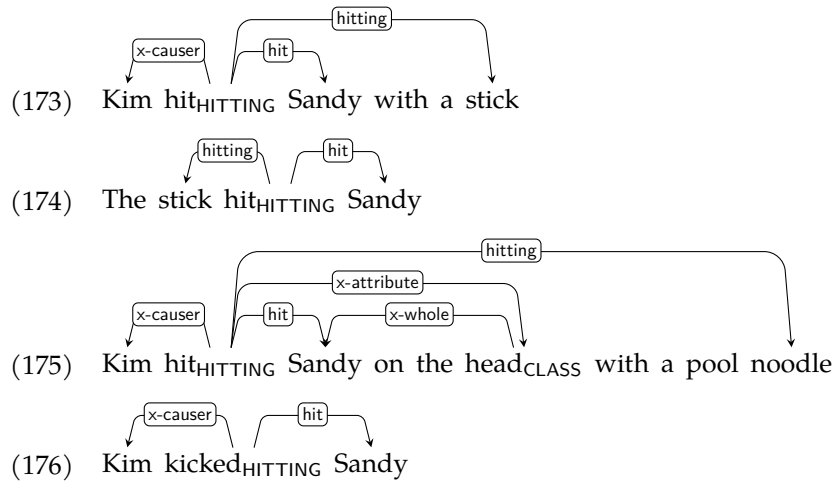 hitting
x-causer hit
(173) Kim hitHITTING Sandy with a stick
hitting hit
(174) The stick hitHITTING Sandy
hitting
x-attribute
x-causer hit x-whole
(175) Kim hitHITTING Sandy on the headCLASS with a pool noodle
x-causer hit
(176) Kim kickedHITTING Sandy